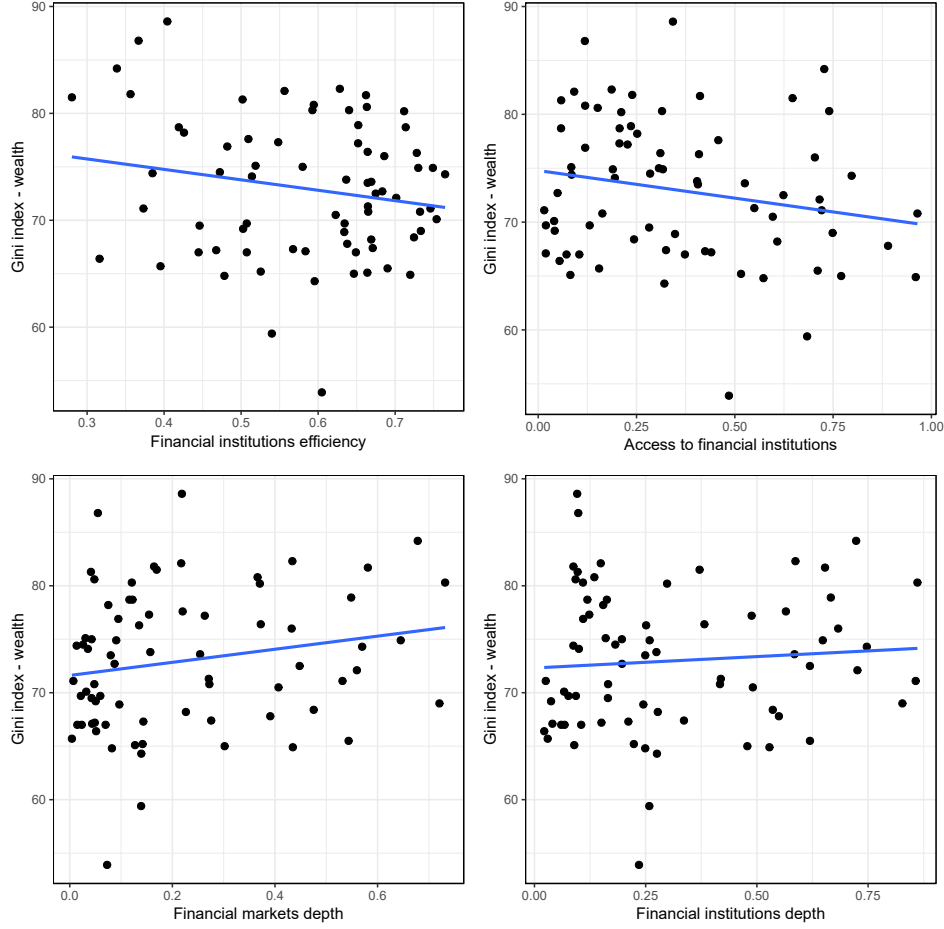 90
80
70
60
Gini index - wealth
0.3 0.4 0.5 0.6 0.7
Financial institutions efficiency
90
80
70
60
Gini index - wealth
0.00 0.25 0.50 0.75 1.00
Access to financial institutions
90
80
70
60
Gini index - wealth
0.0 0.2 0.4 0.6
Financial markets depth
90
80
70
60
Gini index - wealth
0.00 0.25 0.50 0.75
Financial institutions depth